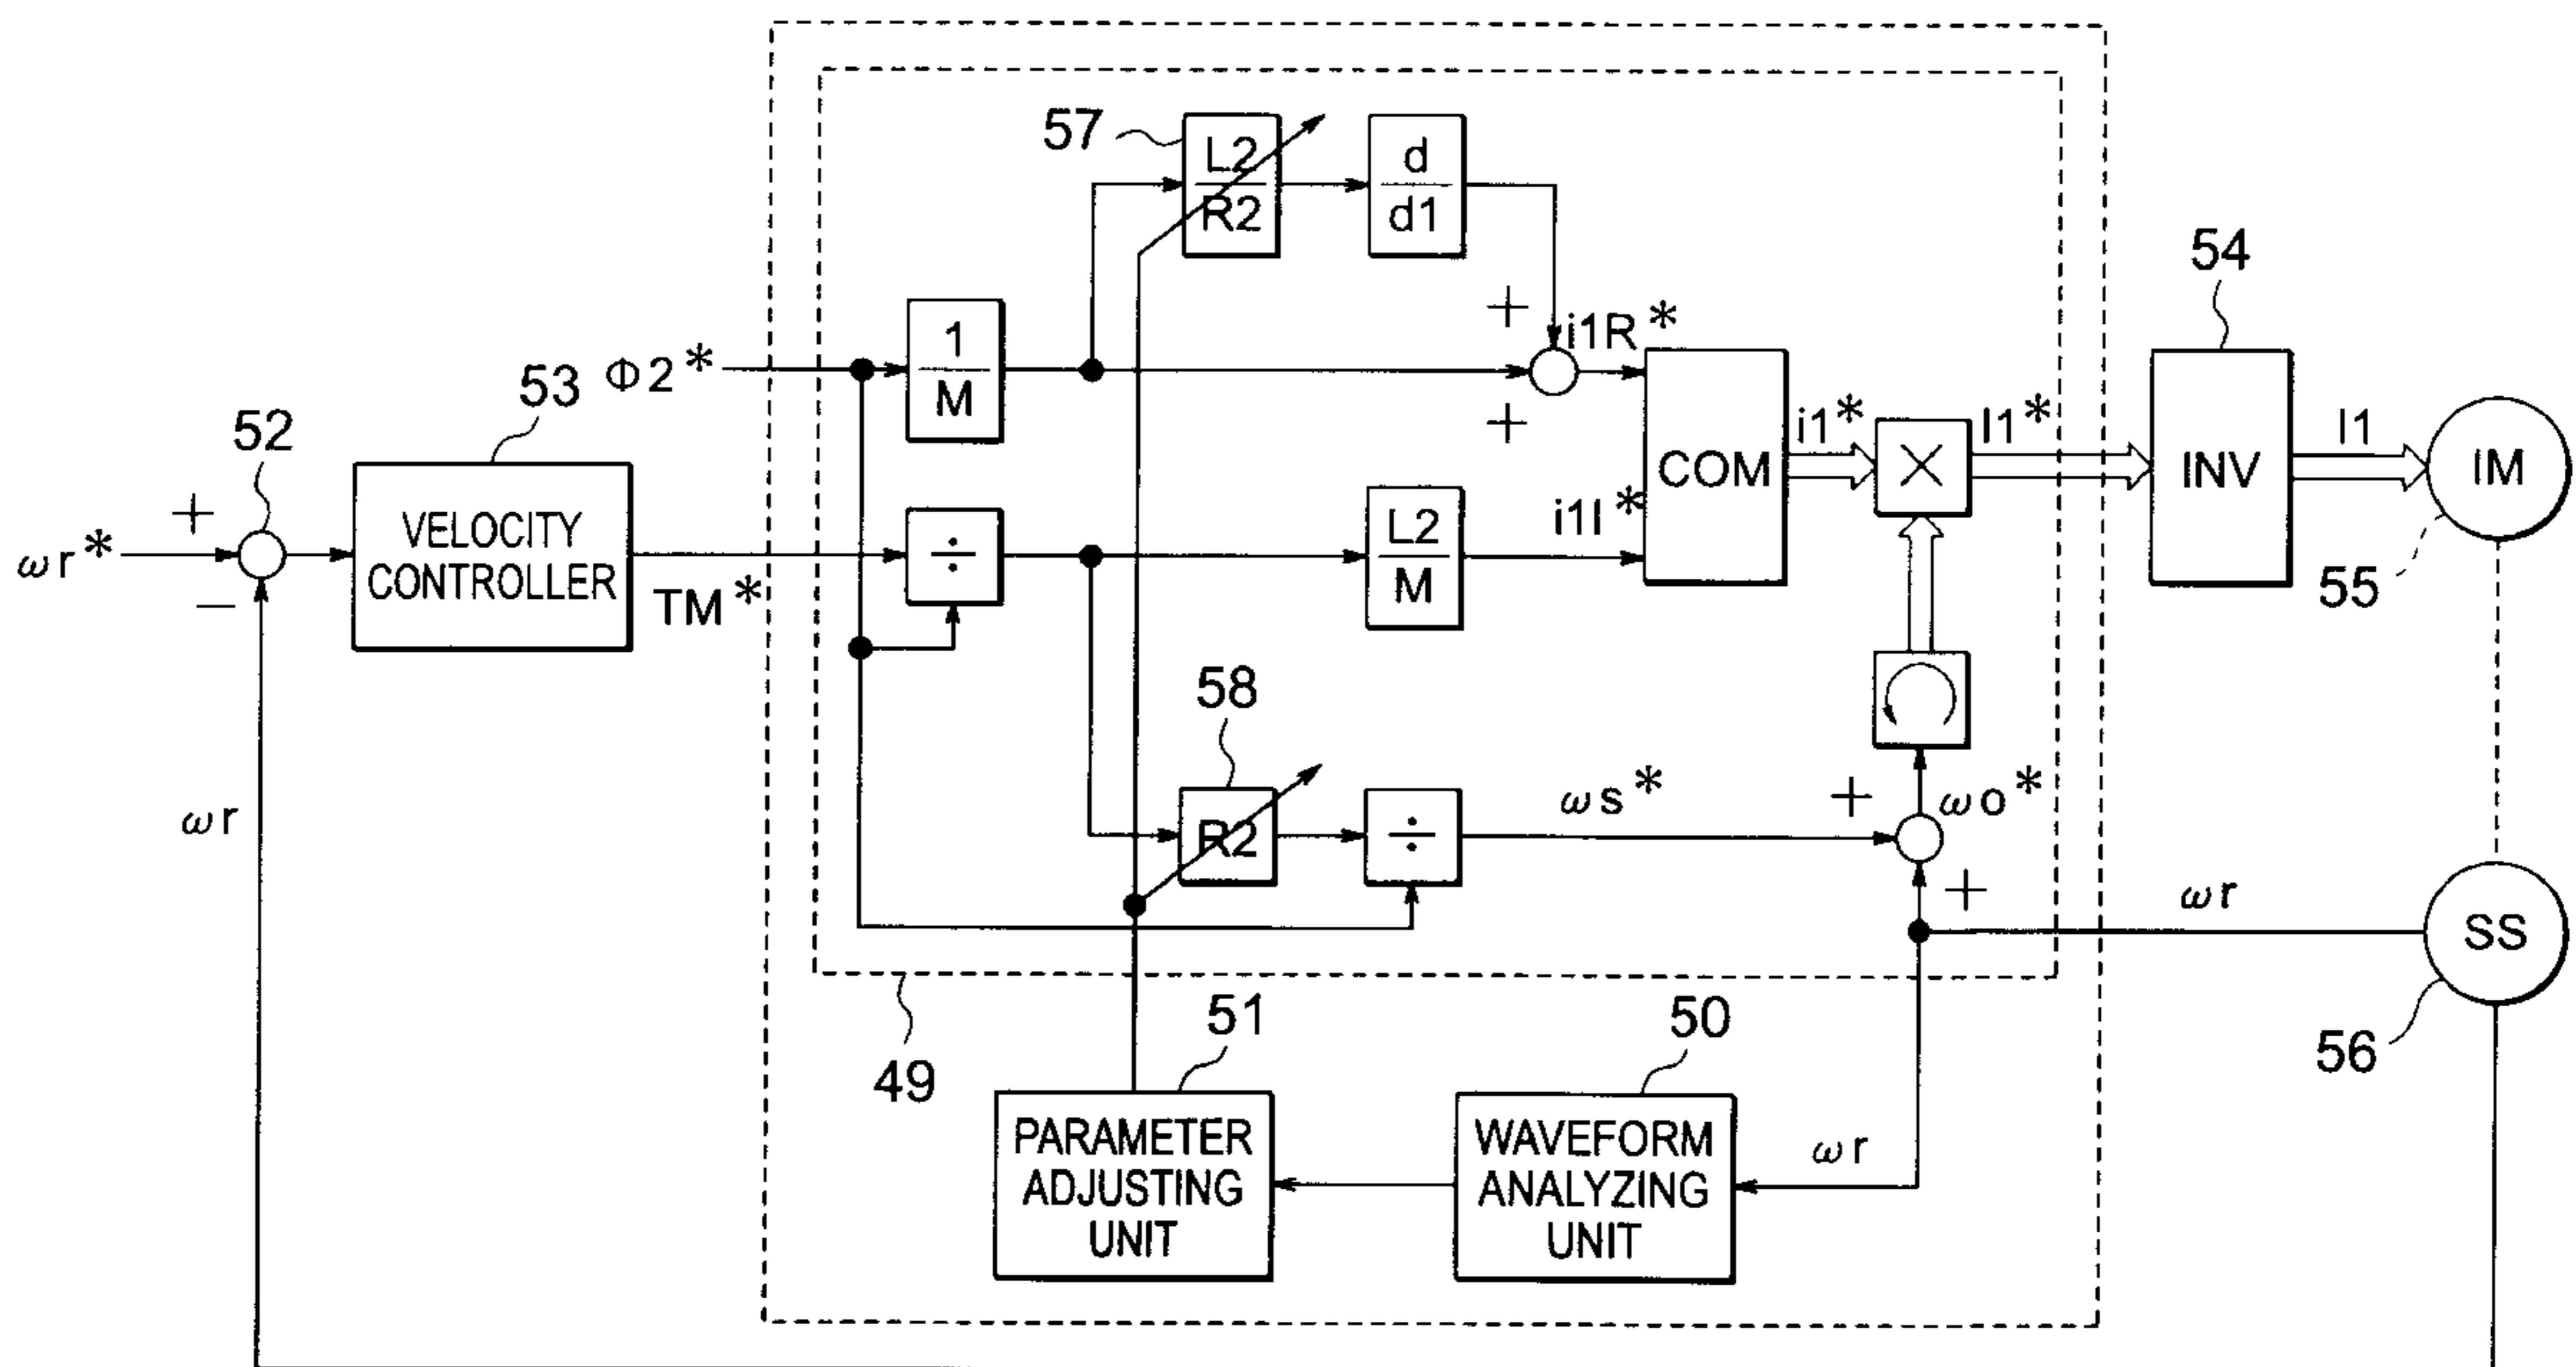 57
L2
R2
d
d1
54
53
Φ2*
1
M
+
i1R*
52
+
i1*
I1*
I1
COM
INV
IM
+
VELOCITY
CONTROLLER
ωr*
−
TM*
÷
L2
M
i1I*
×
55
58
ωr
R2
÷
ωs*
+
ωo*
+
ωr
SS
49
51
50
56
PARAMETER
ADJUSTING
UNIT
WAVEFORM
ANALYZING
UNIT
ωr